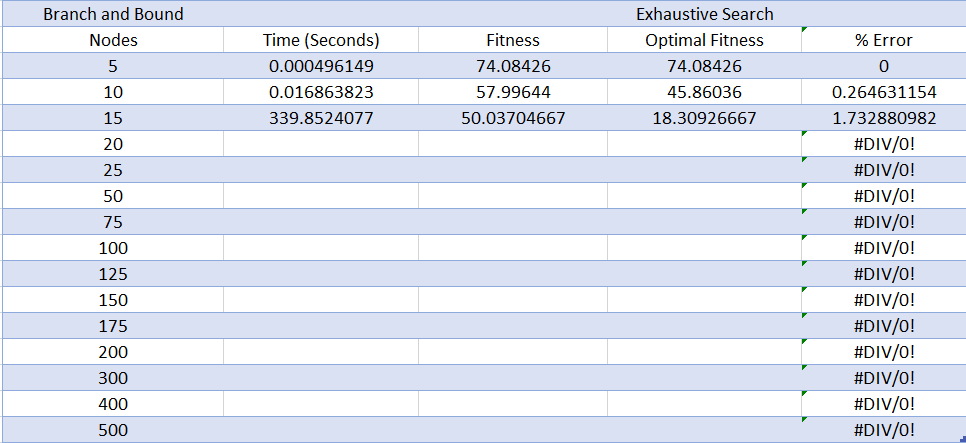 Branch and Bound Exhaustive Search
Nodes Time (Seconds) Fitness Optimal Fitness % Error
5 0.000496149 74.08426 74.08426 0
10 0.016863823 57.99644 45.86036 0.264631154
15 339.8524077 50.03704667 18.30926667 1.732880982
20 #DIV/0!
25 #DIV/0!
50 #DIV/0!
75 #DIV/0!
100 #DIV/0!
125 #DIV/0!
150 #DIV/0!
175 #DIV/0!
200 #DIV/0!
300 #DIV/0!
400 #DIV/0!
500 #DIV/0!